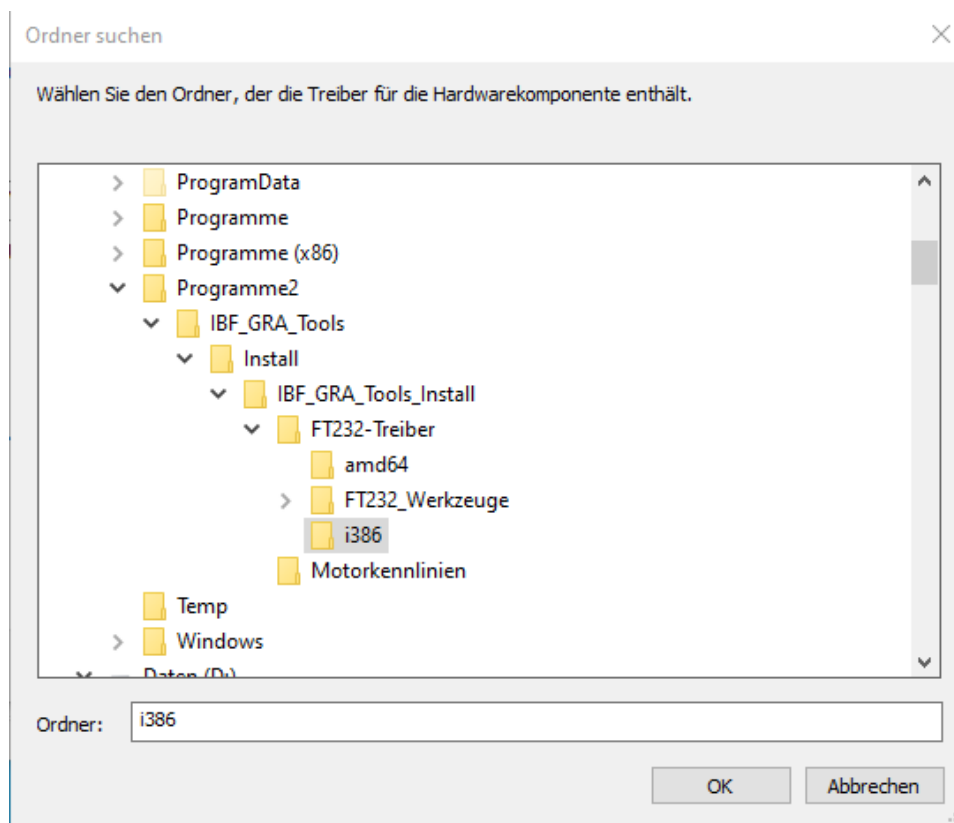 Ordner suchen
Wählen Sie den Ordner, der die Treiber für die Hardwarekomponente enthält.
ProgramData
Programme
Programme (x86)
Programme2
IBF_GRA_Tools
Install
IBF_GRA_Tools_Install
FT232-Treiber
amd64
FT232_Werkzeuge
i386
Motorkennlinien
Temp
Windows
Daten (D:)
Ordner: i386
OK Abbrechen